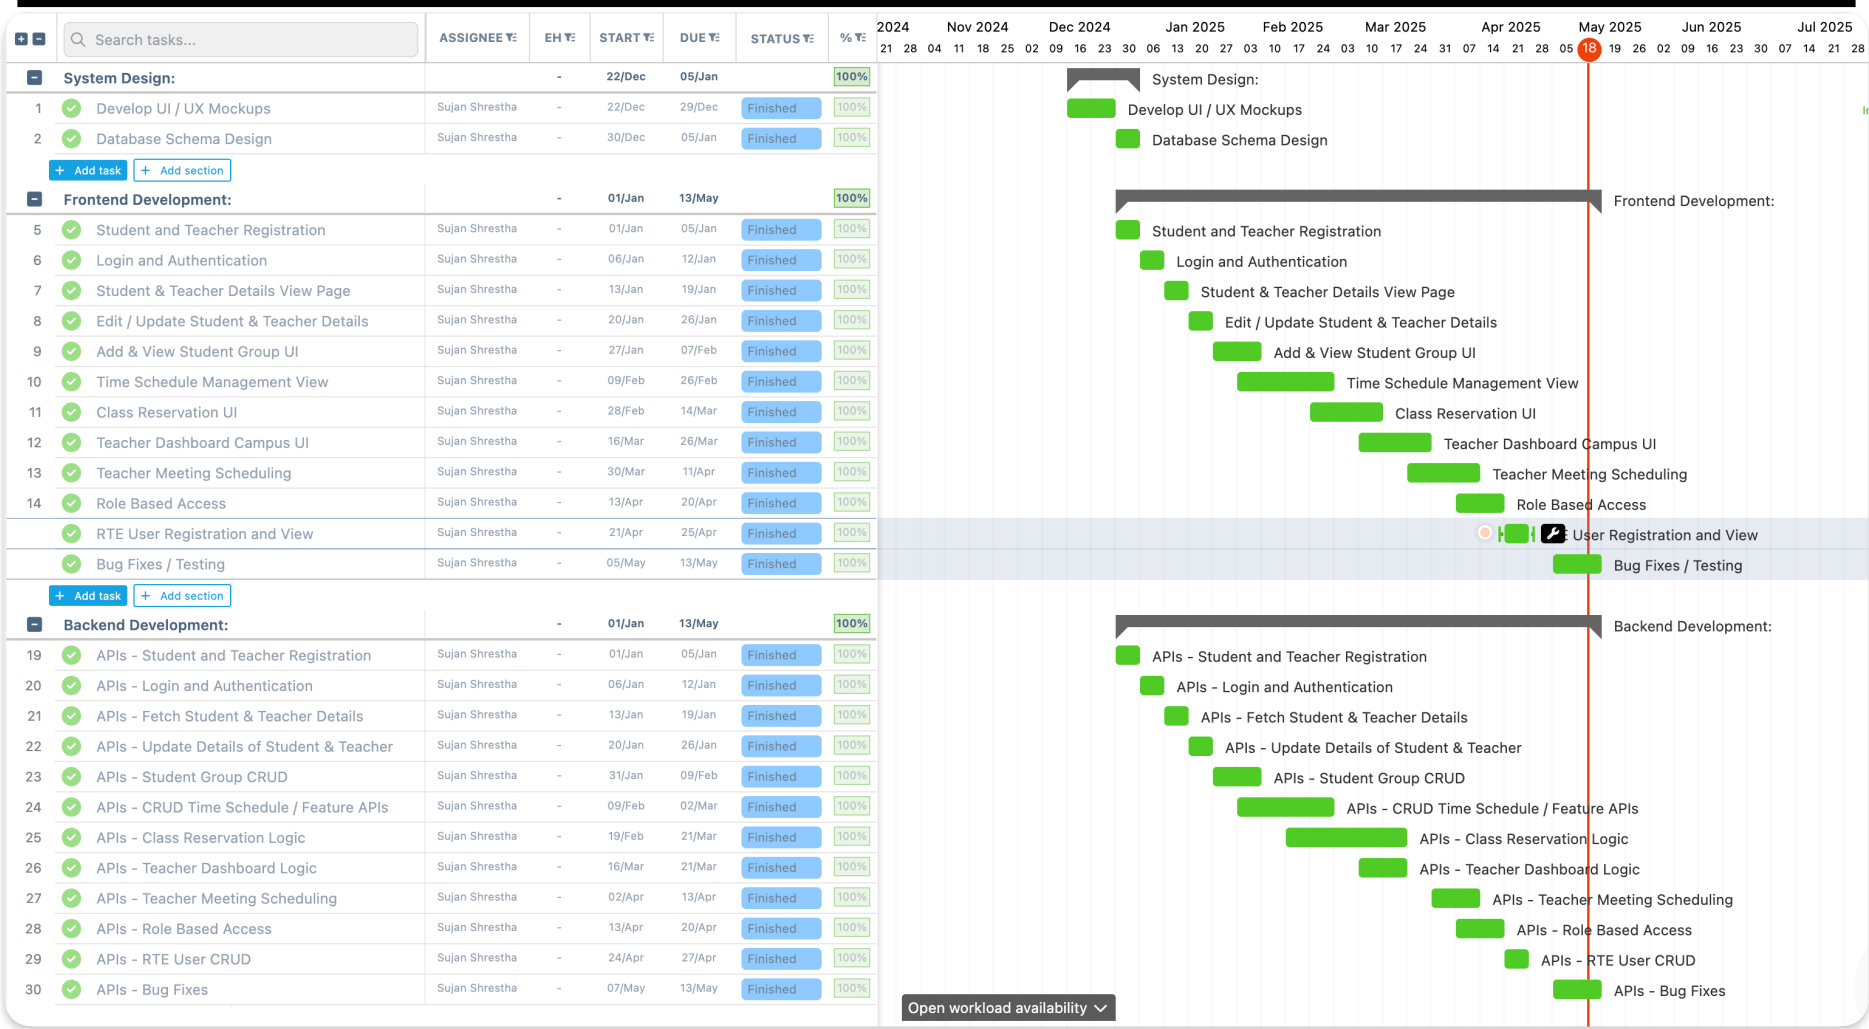 Search tasks... ASSIGNEE EH START DUE STATUS %
2024 Nov 2024 Dec 2024 Jan 2025 Feb 2025 Mar 2025 Apr 2025 May 2025 Jun 2025 Jul 2025
21 28 04 11 18 25 02 09 16 23 30 06 13 20 27 03 10 17 24 03 10 17 24 31 07 14 21 28 05 18 19 26 02 09 16 23 30 07 14 21 28
System Design: - 22/Dec 05/Jan 100% System Design:
1 Develop UI / UX Mockups Sujan Shrestha - 22/Dec 29/Dec Finished 100% Develop UI / UX Mockups
2 Database Schema Design Sujan Shrestha - 30/Dec 05/Jan Finished 100% Database Schema Design
+ Add task + Add section
Frontend Development: - 01/Jan 13/May 100% Frontend Development:
5 Student and Teacher Registration Sujan Shrestha - 01/Jan 05/Jan Finished 100% Student and Teacher Registration
6 Login and Authentication Sujan Shrestha - 06/Jan 12/Jan Finished 100% Login and Authentication
7 Student & Teacher Details View Page Sujan Shrestha - 13/Jan 19/Jan Finished 100% Student & Teacher Details View Page
8 Edit / Update Student & Teacher Details Sujan Shrestha - 20/Jan 26/Jan Finished 100% Edit / Update Student & Teacher Details
9 Add & View Student Group UI Sujan Shrestha - 27/Jan 07/Feb Finished 100% Add & View Student Group UI
10 Time Schedule Management View Sujan Shrestha - 09/Feb 26/Feb Finished 100% Time Schedule Management View
11 Class Reservation UI Sujan Shrestha - 28/Feb 14/Mar Finished 100% Class Reservation UI
12 Teacher Dashboard Campus UI Sujan Shrestha - 16/Mar 26/Mar Finished 100% Teacher Dashboard Campus UI
13 Teacher Meeting Scheduling Sujan Shrestha - 30/Mar 11/Apr Finished 100% Teacher Meeting Scheduling
14 Role Based Access Sujan Shrestha - 13/Apr 20/Apr Finished 100% Role Based Access
RTE User Registration and View Sujan Shrestha - 21/Apr 25/Apr Finished 100% User Registration and View
Bug Fixes / Testing Sujan Shrestha - 05/May 13/May Finished 100% Bug Fixes / Testing
+ Add task + Add section
Backend Development: - 01/Jan 13/May 100% Backend Development:
19 APIs - Student and Teacher Registration Sujan Shrestha - 01/Jan 05/Jan Finished 100% APIs - Student and Teacher Registration
20 APIs - Login and Authentication Sujan Shrestha - 06/Jan 12/Jan Finished 100% APIs - Login and Authentication
21 APIs - Fetch Student & Teacher Details Sujan Shrestha - 13/Jan 19/Jan Finished 100% APIs - Fetch Student & Teacher Details
22 APIs - Update Details of Student & Teacher Sujan Shrestha - 20/Jan 26/Jan Finished 100% APIs - Update Details of Student & Teacher
23 APIs - Student Group CRUD Sujan Shrestha - 31/Jan 09/Feb Finished 100% APIs - Student Group CRUD
24 APIs - CRUD Time Schedule / Feature APIs Sujan Shrestha - 09/Feb 02/Mar Finished 100% APIs - CRUD Time Schedule / Feature APIs
25 APIs - Class Reservation Logic Sujan Shrestha - 19/Feb 21/Mar Finished 100% APIs - Class Reservation Logic
26 APIs - Teacher Dashboard Logic Sujan Shrestha - 16/Mar 21/Mar Finished 100% APIs - Teacher Dashboard Logic
27 APIs - Teacher Meeting Scheduling Sujan Shrestha - 02/Apr 13/Apr Finished 100% APIs - Teacher Meeting Scheduling
28 APIs - Role Based Access Sujan Shrestha - 13/Apr 20/Apr Finished 100% APIs - Role Based Access
29 APIs - RTE User CRUD Sujan Shrestha - 24/Apr 27/Apr Finished 100% APIs - RTE User CRUD
30 APIs - Bug Fixes Sujan Shrestha - 07/May 13/May Finished 100% APIs - Bug Fixes
Open workload availability